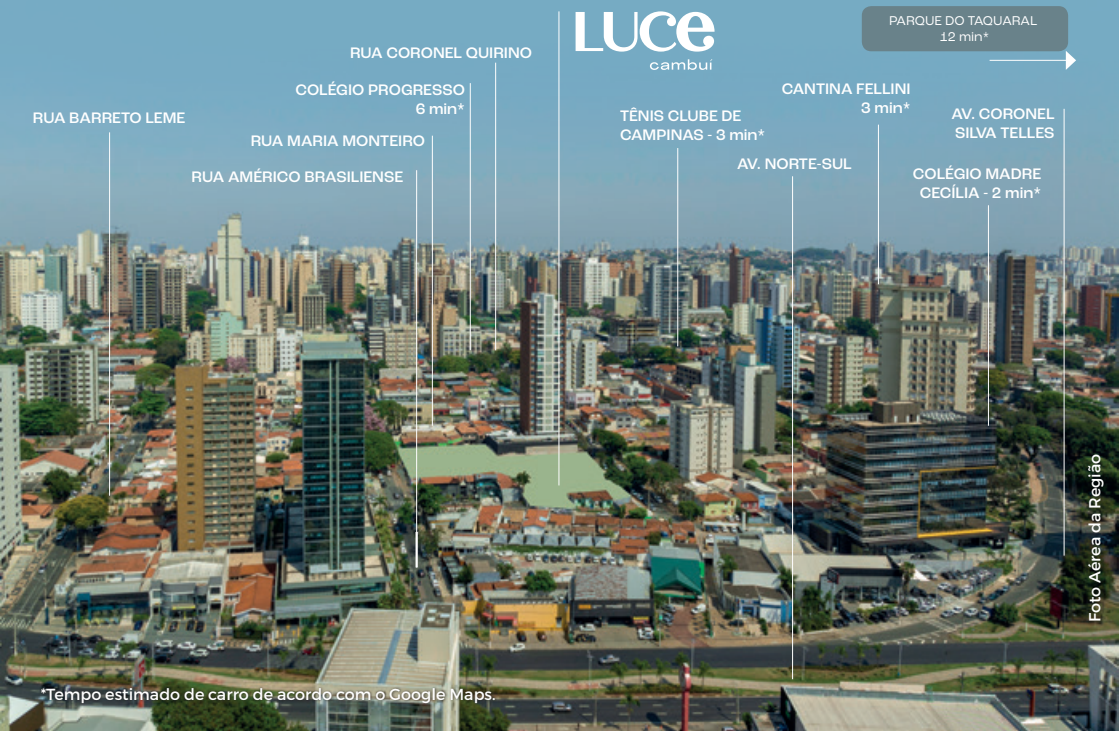 LUCe
cambuí
PARQUE DO TAQUARAL
12 min*
RUA CORONEL QUIRINO
COLÉGIO PROGRESSO
6 min*
RUA BARRETO LEME
RUA MARIA MONTEIRO
RUA AMÉRICO BRASILIENSE
TÊNIS CLUBE DE
CAMPINAS - 3 min*
CANTINA FELLINI
3 min*
AV. NORTE-SUL
AV. CORONEL
SILVA TELLES
COLÉGIO MADRE
CECÍLIA - 2 min*
Foto Aérea da Região
*Tempo estimado de carro de acordo com o Google Maps.